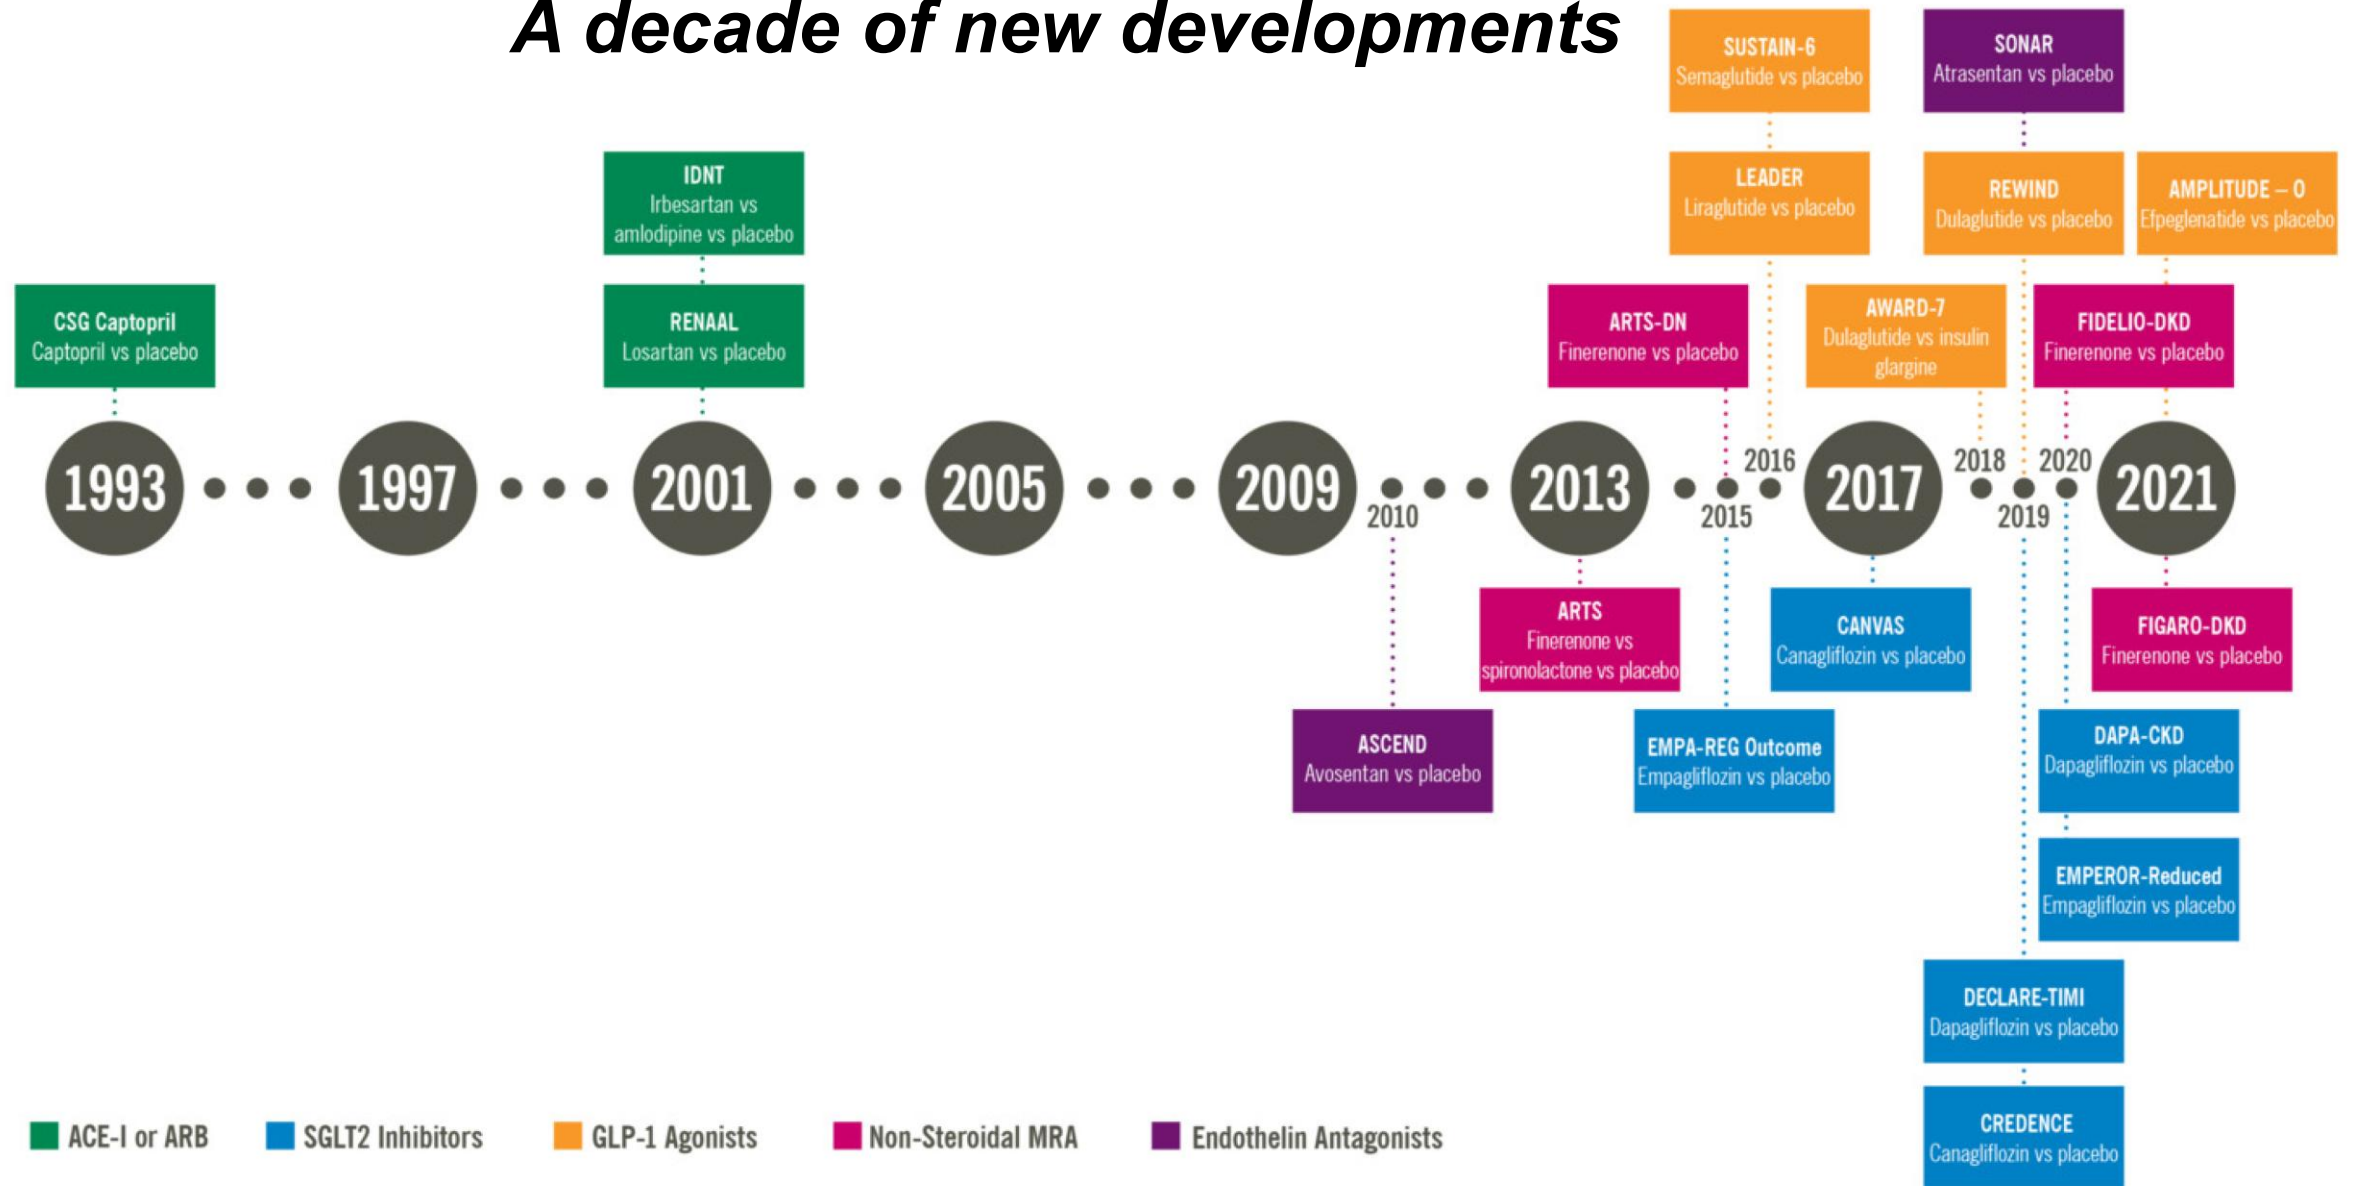 A decade of new developments
SUSTAIN-6
Semaglutide vs placebo
SONAR
Atrasentan vs placebo
IDNT
Irbesartan vs
amlodipine vs placebo
LEADER
Liraglutide vs placebo
REWIND
Dulaglutide vs placebo
AMPLITUDE – O
Efpeglenatide vs placebo
CSG Captopril
Captopril vs placebo
RENAAL
Losartan vs placebo
ARTS-DN
Finerenone vs placebo
AWARD-7
Dulaglutide vs insulin
glargine
FIDELIO-DKD
Finerenone vs placebo
1993
1997
2001
2005
2009
2010
2013
2015
2016
2017
2018
2019
2020
2021
ARTS
Finerenone vs
spironolactone vs placebo
CANVAS
Canagliflozin vs placebo
FIGARO-DKD
Finerenone vs placebo
ASCEND
Avosentan vs placebo
EMPA-REG Outcome
Empagliflozin vs placebo
DAPA-CKD
Dapagliflozin vs placebo
EMPEROR-Reduced
Empagliflozin vs placebo
DECLARE-TIMI
Dapagliflozin vs placebo
CREDENCE
Canagliflozin vs placebo
ACE-I or ARB
SGLT2 Inhibitors
GLP-1 Agonists
Non-Steroidal MRA
Endothelin Antagonists